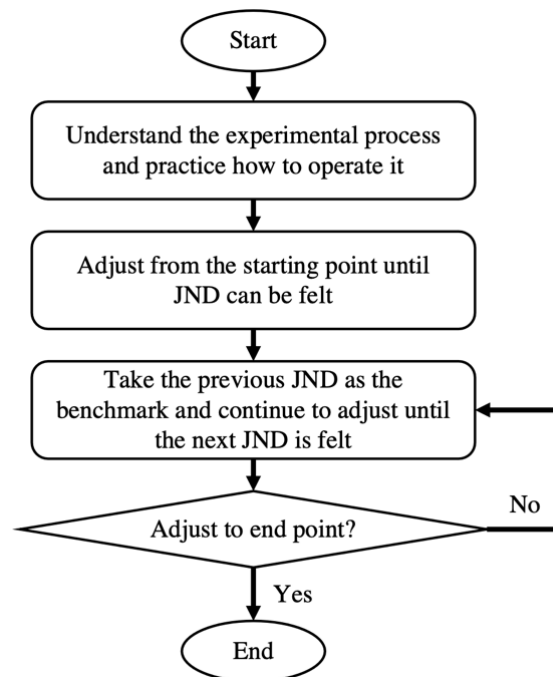 Start
Understand the experimental process
and practice how to operate it
Adjust from the starting point until
JND can be felt
Take the previous JND as the
benchmark and continue to adjust until
the next JND is felt
Adjust to end point?
No
Yes
End